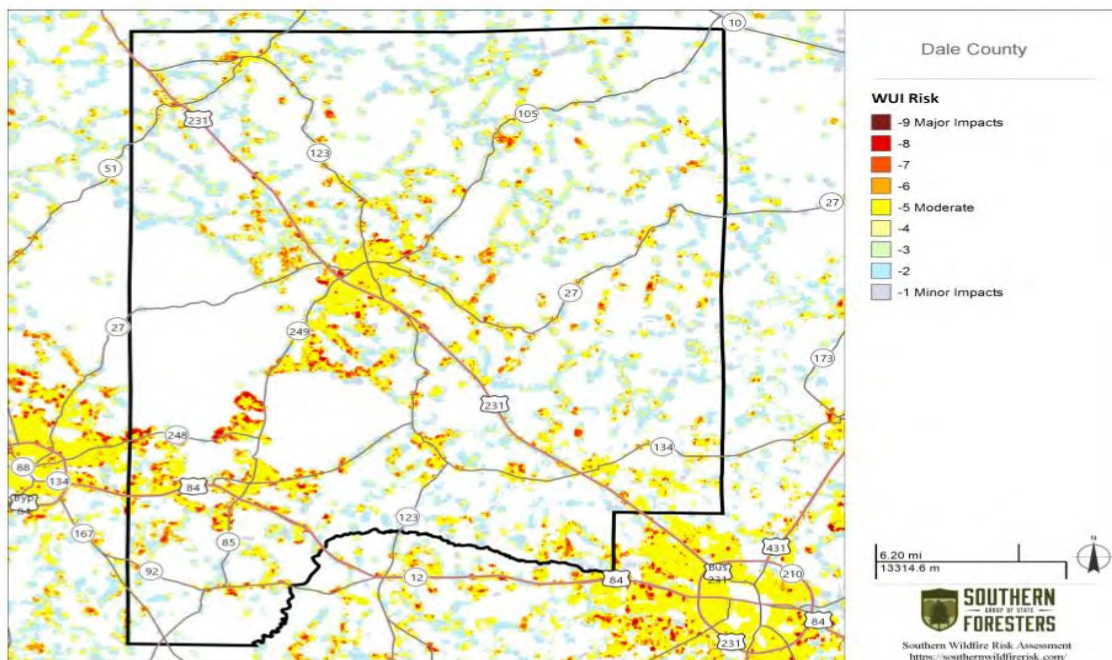 Dale County
WUI Risk
-9 Major Impacts
-8
-7
-6
-5 Moderate
-4
-3
-2
-1 Minor Impacts
10
231
105
51
123
27
27
27
249
173
231
248
134
88
134
84
Byp
84
123
167
85
431
92
12
84
Bus
231
210
84
231
6.20 mi
13314.6 m
N
SOUTHERN
GROUP OF STATE
FORESTERS
Southern Wildfire Risk Assessment
https://southernwildfirerisk.com/